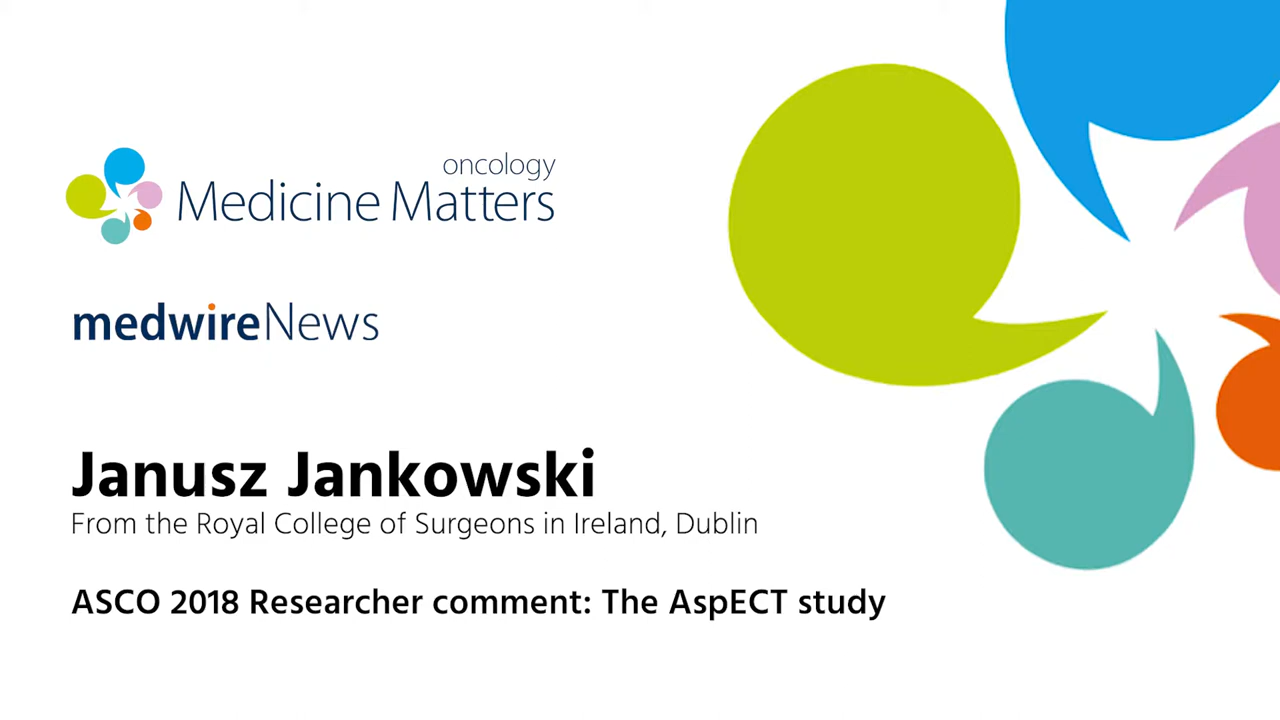 oncology
Medicine Matters
medwireNews
Janusz Jankowski
From the Royal College of Surgeons in Ireland, Dublin
ASCO 2018 Researcher comment: The AspECT study